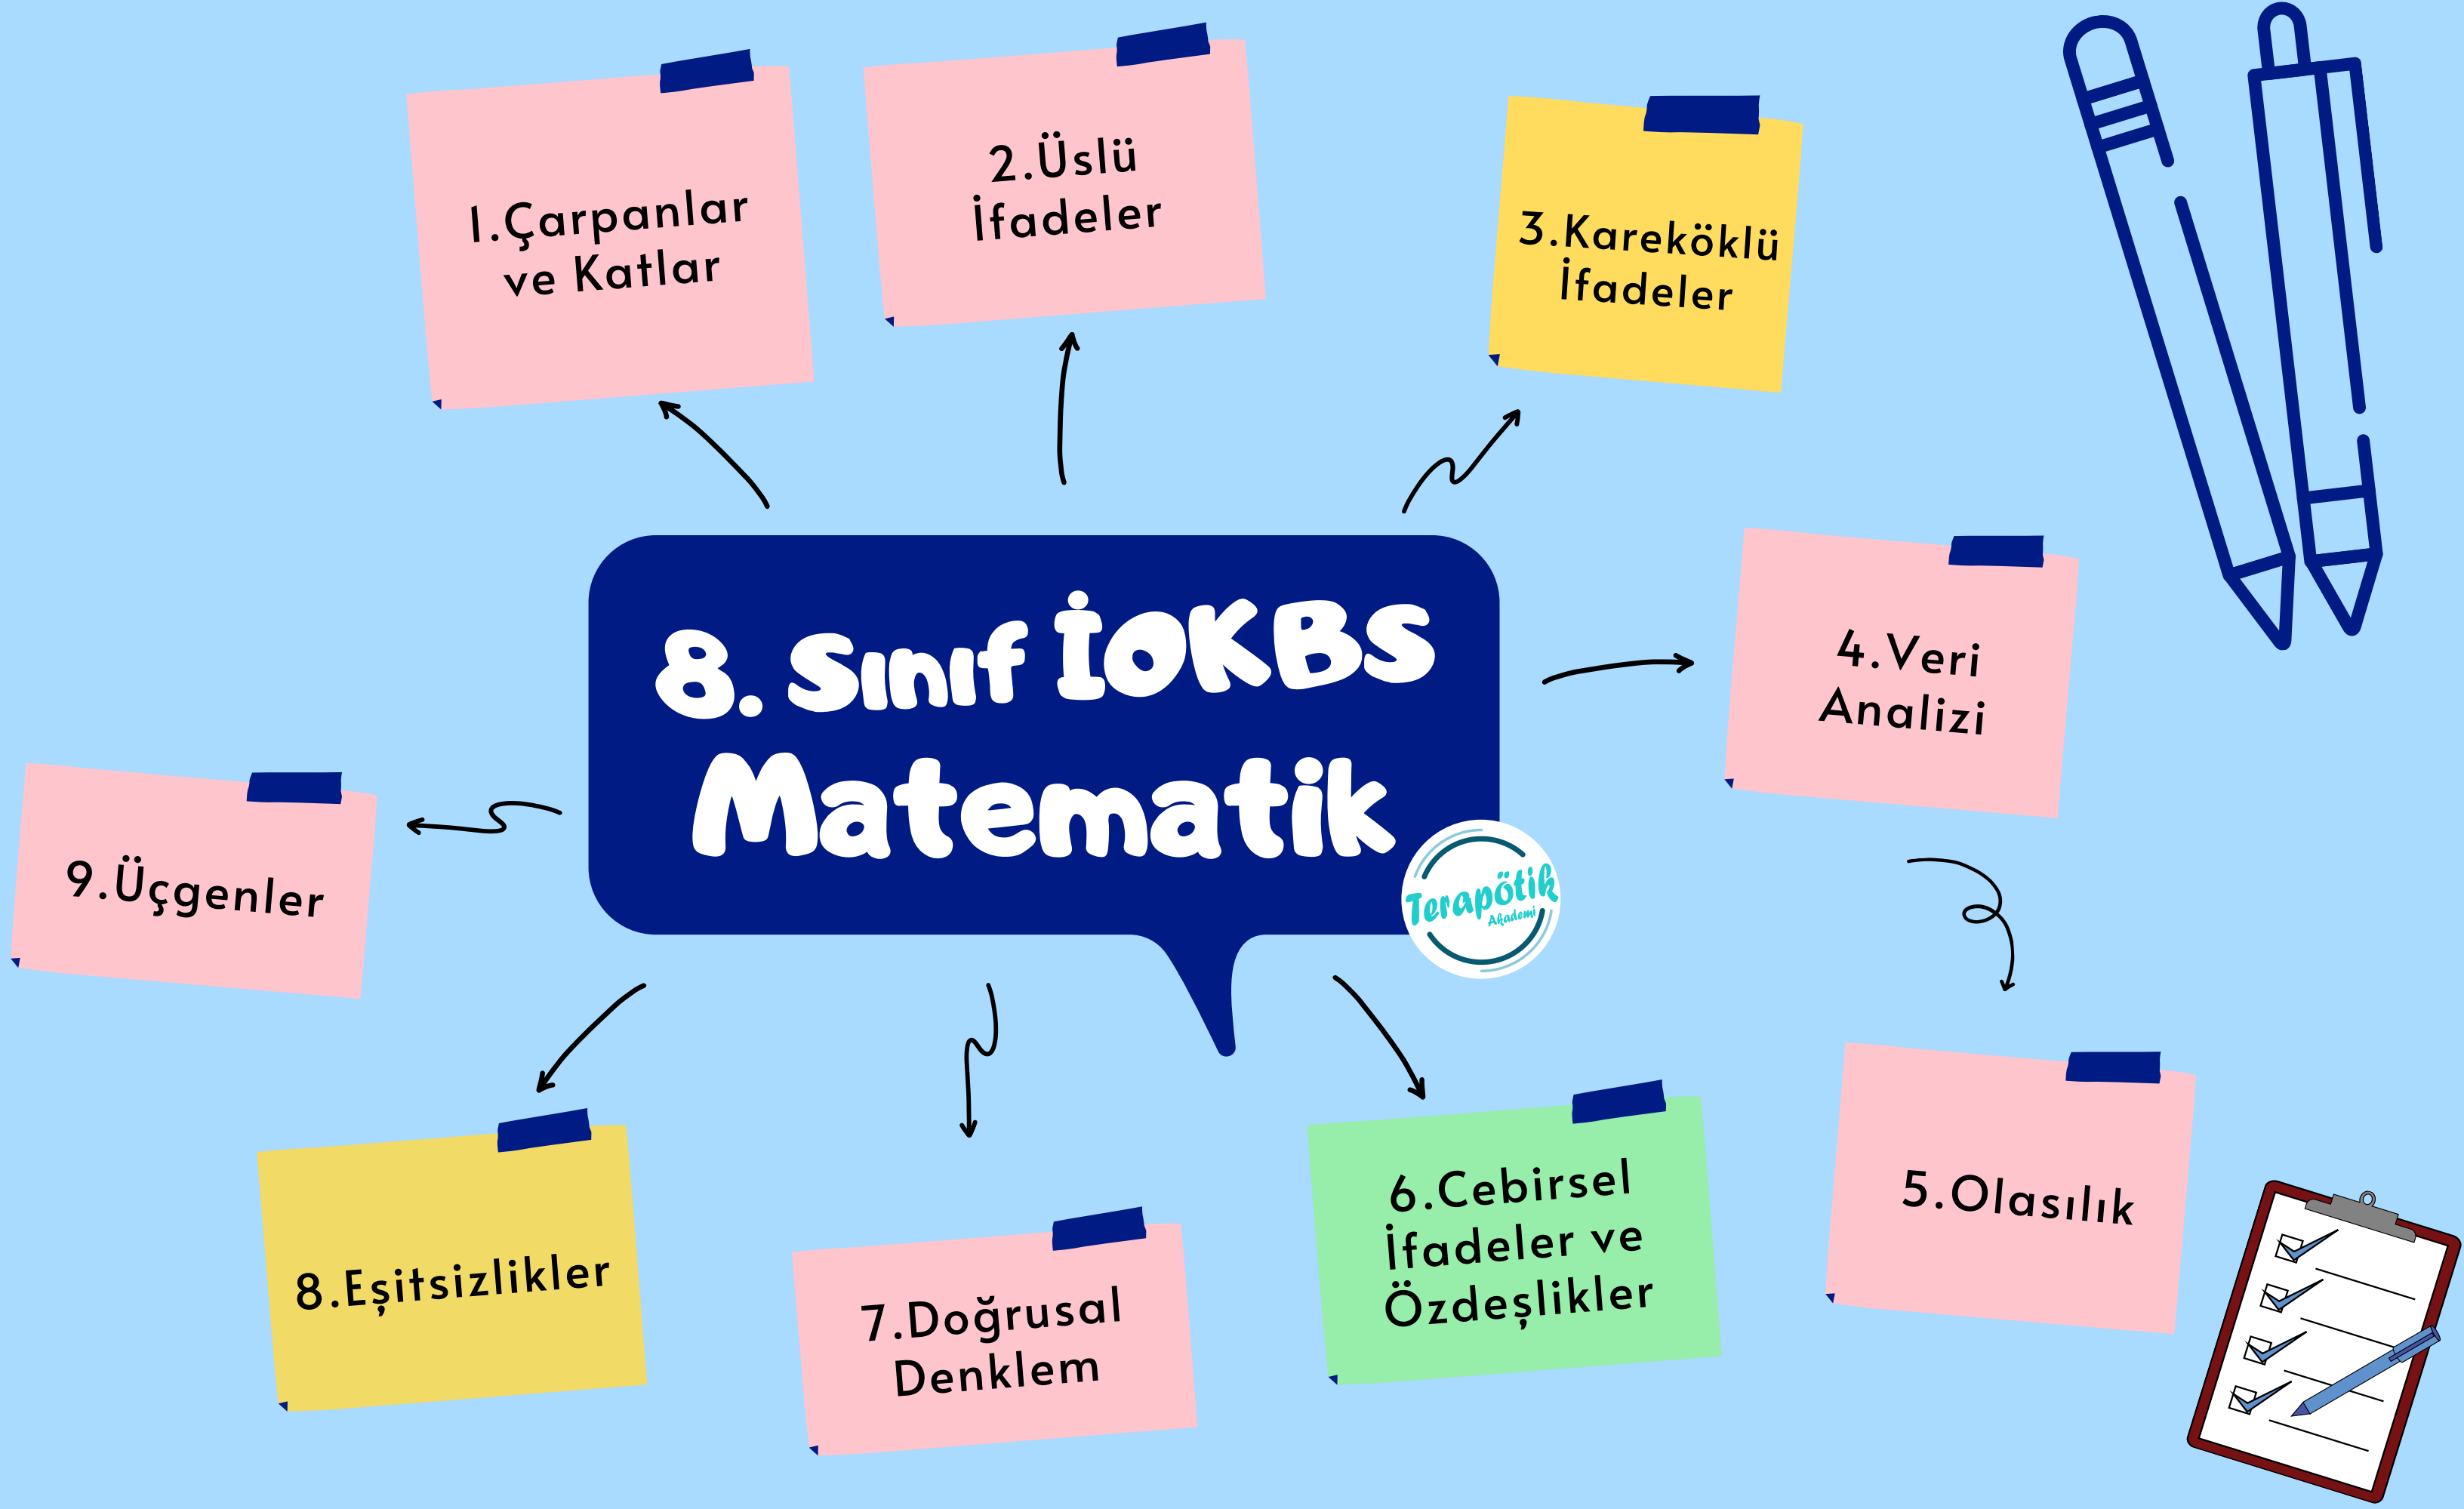 1.Çarpanlar
ve Katlar
2.Üslü
İfadeler
3.Kareköklü
İfadeler
8. Sınıf İOKBS
Matematik
Terapötik
Akademi
4.Veri
Analizi
5.Olasılık
6.Cebirsel
İfadeler ve
Özdeşlikler
7.Doğrusal
Denklem
8.Eşitsizlikler
9.Üçgenler